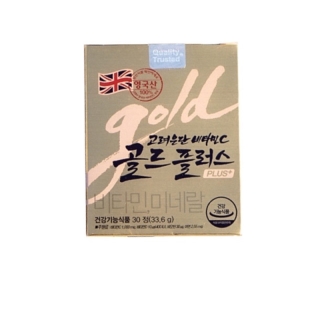 Quality
Trusted
영국산
100%
gold
고려은단 비타민C
골드 플러스
PLUS+
비타민미네랄
건강기능식품 30 정(33.6 g)
건강
기능식품